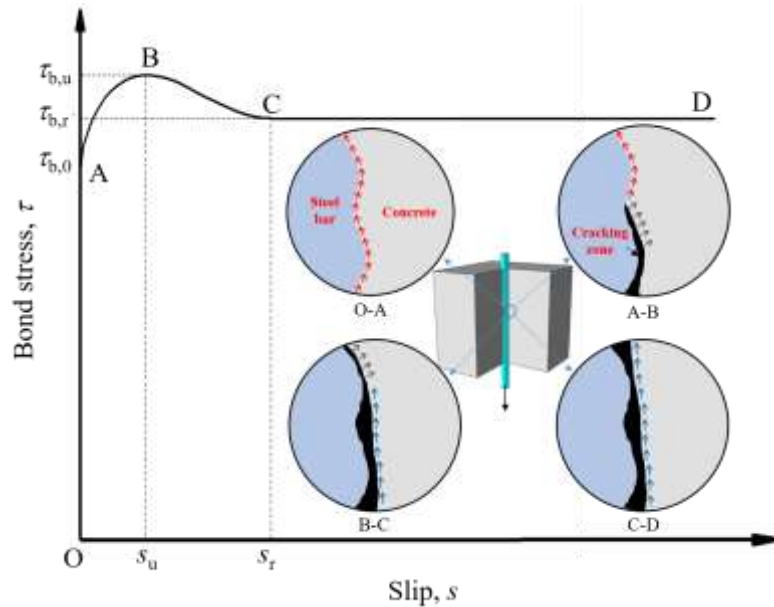 B
τb,u
C
D
τb,r
τb,0
A
Steel
bar
Concrete
Cracking
zone
O-A
A-B
Bond stress, τ
B-C
C-D
O
su
sr
Slip, s